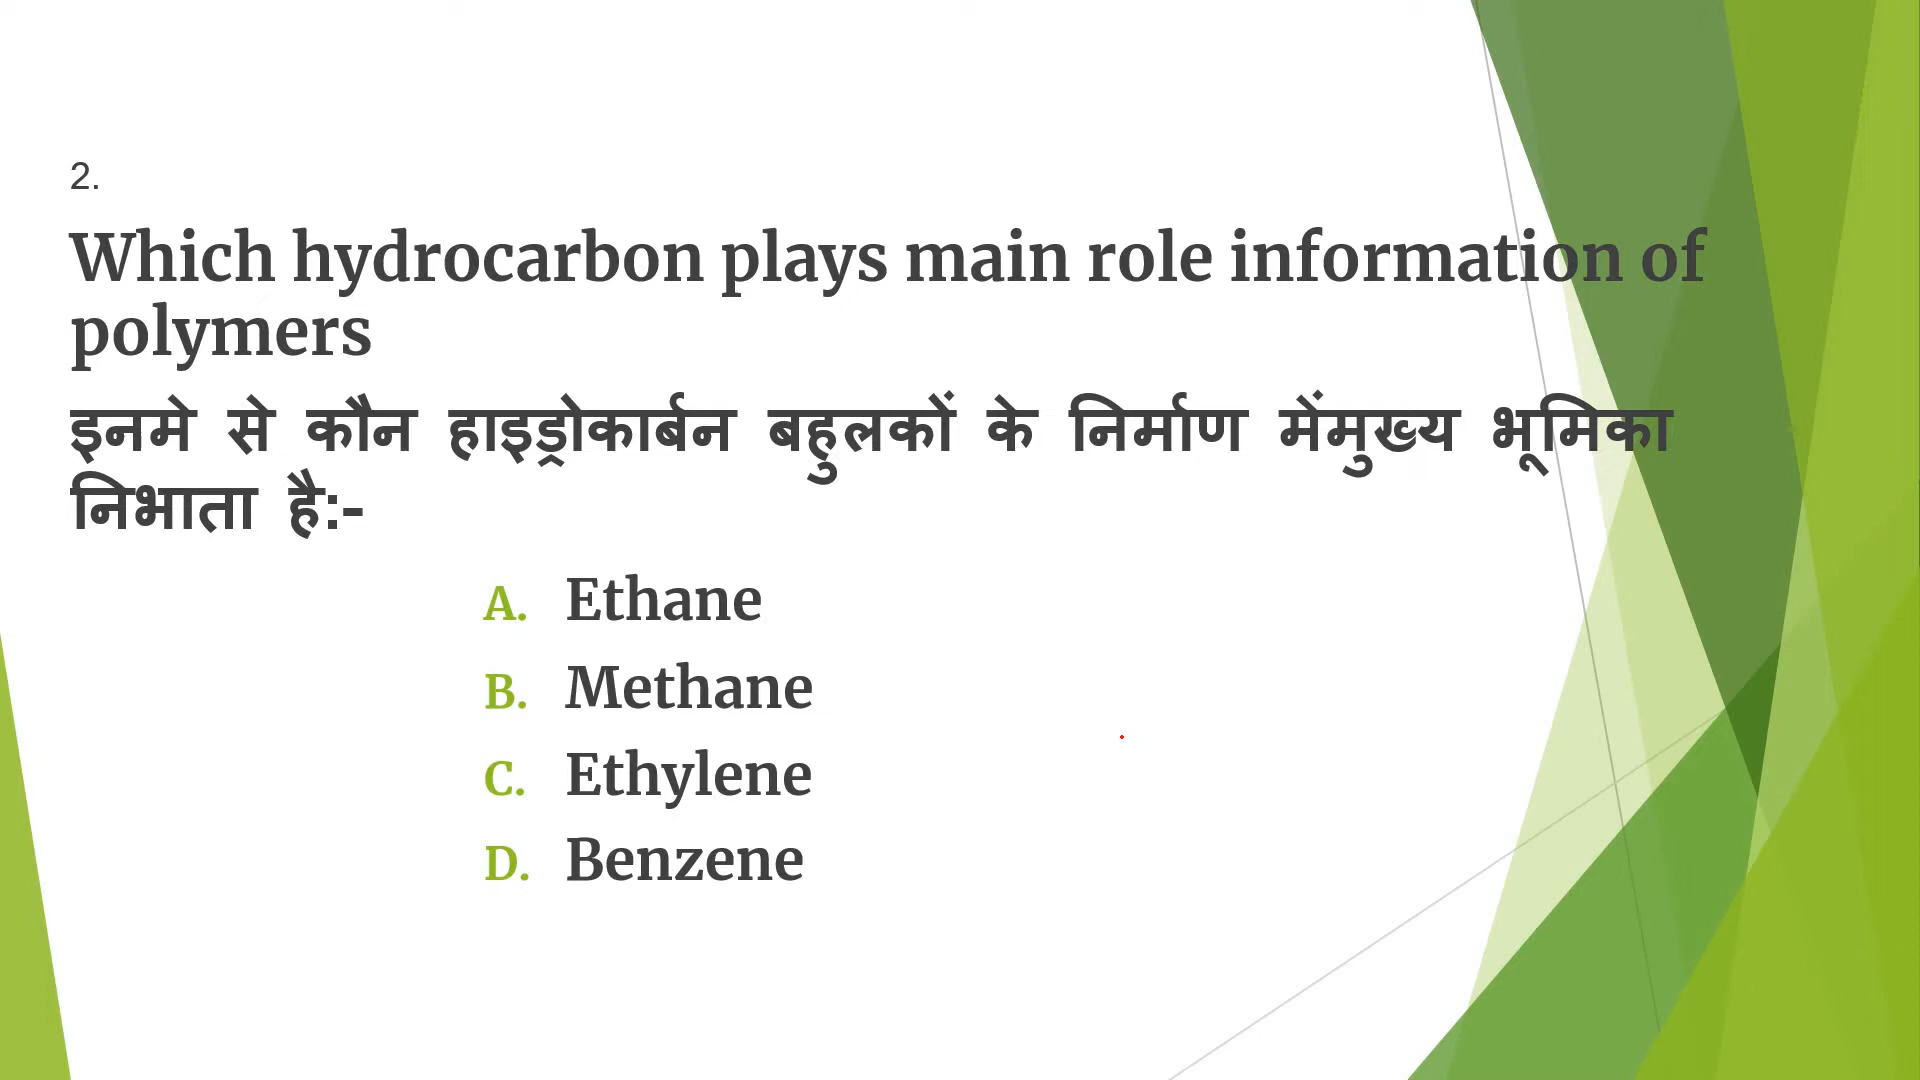 2.
Which hydrocarbon plays main role information of
polymers
इनमे से कौन हाइड्रोकार्बन बहुलकों के निर्माण मेंमुख्य भूमिका
निभाता है:-
A. Ethane
B. Methane
C. Ethylene
D. Benzene